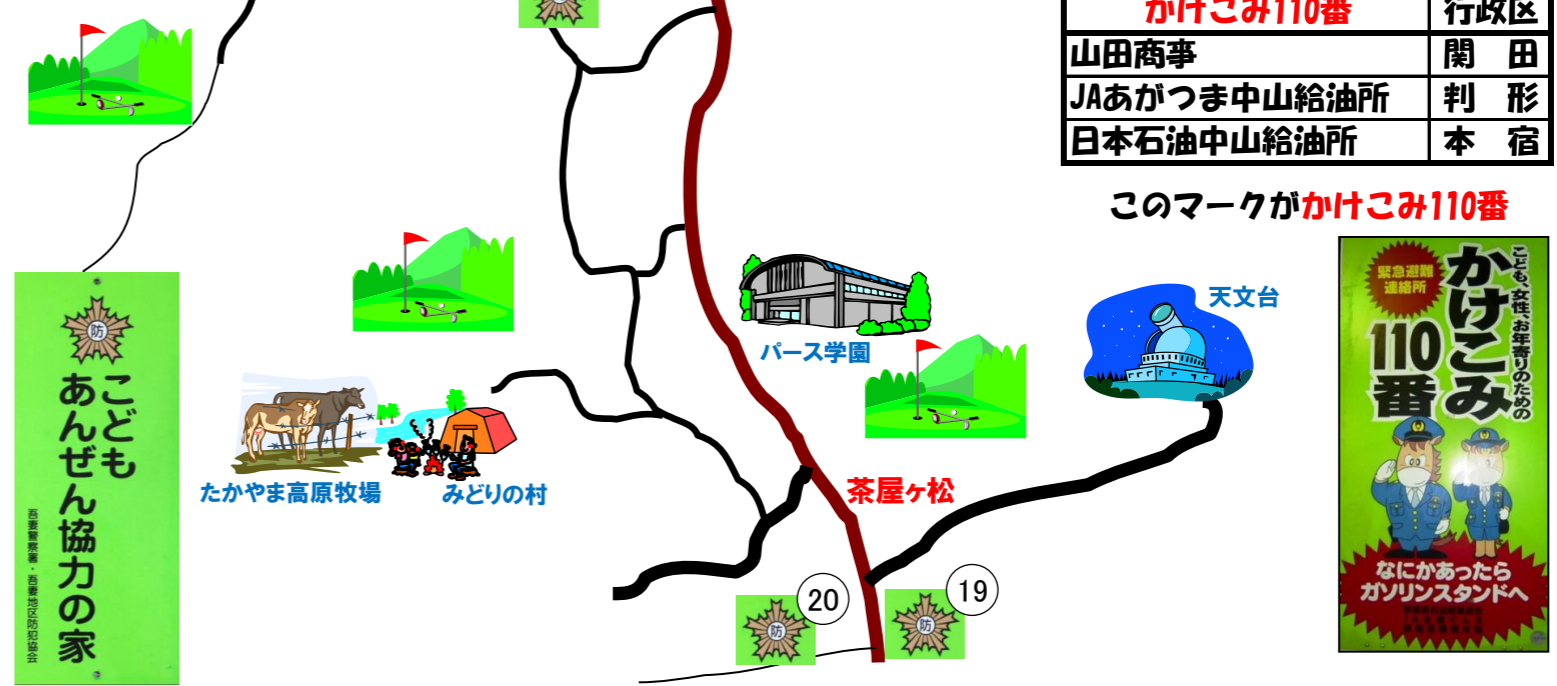 かけこみ110番 行政区
山田商事 関 田
JAあがつま中山給油所 判 形
日本石油中山給油所 本 宿
このマークがかけこみ110番
天文台
パース学園
たかやま高原牧場
みどりの村
茶屋ヶ松
20
19
防
防
防
こども
あんぜん協力の家
吾妻警察署・吾妻地区防犯協会
緊急避難
連絡所
こども、女性、お年寄りのための
かけこみ
110番
なにかあったら
ガソリンスタンドへ